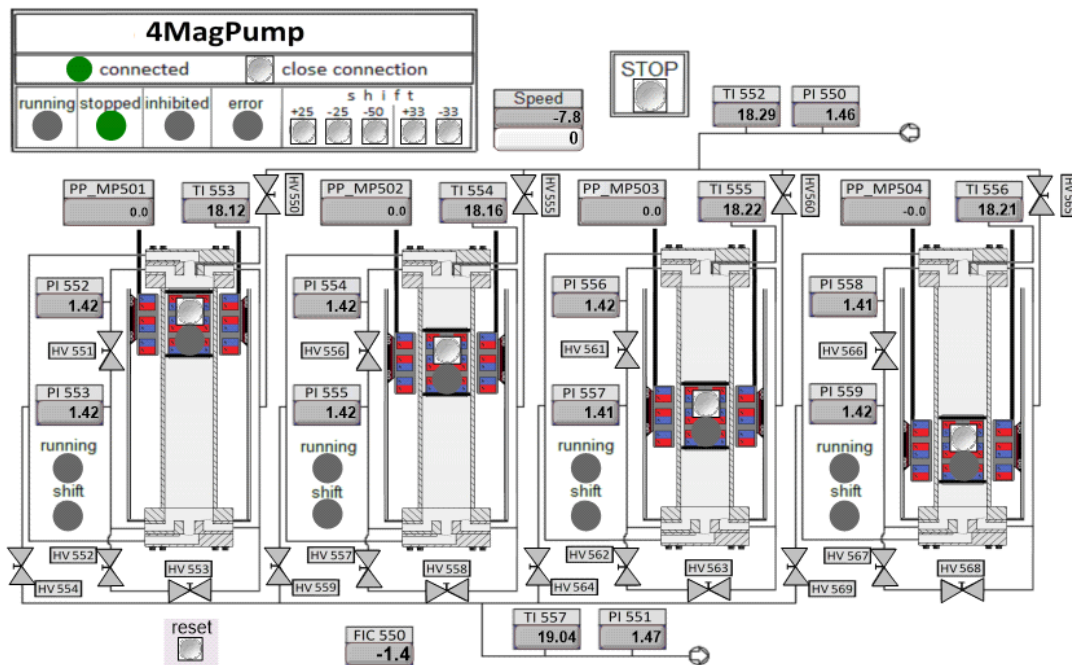 4MagPump
connected close connection
running stopped inhibited error
shift
+25 -25 -50 +33 -33
Speed
-7.8
0
STOP
TI 552 PI 550
18.29 1.46
PP_MP501 TI 553 HV 550 PP_MP502 TI 554 HV 555 PP_MP503 TI 555 HV 560 PP_MP504 TI 556 HV 565
0.0 18.12 0.0 18.16 0.0 18.22 -0.0 18.21
PI 552 PI 554 PI 556 PI 558
1.42 1.42 1.42 1.41
HV 551 HV 556 HV 561 HV 566
PI 553 PI 555 PI 557 PI 559
1.42 1.42 1.41 1.42
running running running running
shift shift shift shift
HV 552 HV 557 HV 562 HV 567
HV 553 HV 558 HV 563 HV 568
HV 554 HV 559 HV 564 HV 569
reset
TI 557 PI 551
19.04 1.47
FIC 550
-1.4